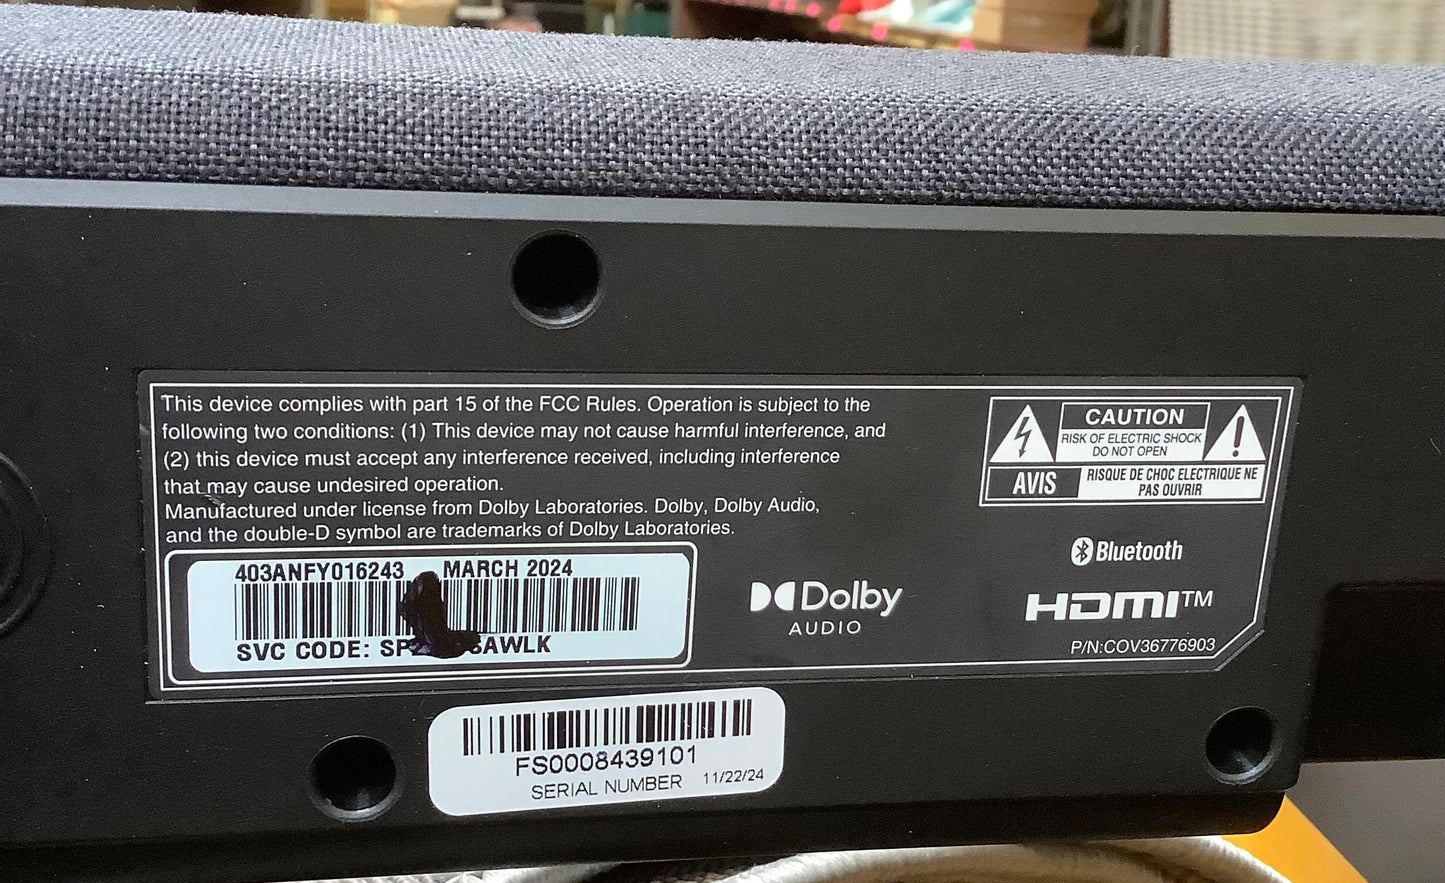 This device complies with part 15 of the FCC Rules. Operation is subject to the
following two conditions: (1) This device may not cause harmful interference, and
(2) this device must accept any interference received, including interference
that may cause undesired operation.
Manufactured under license from Dolby Laboratories. Dolby, Dolby Audio,
and the double-D symbol are trademarks of Dolby Laboratories.
403ANFY016243 MARCH 2024
SVC CODE:
CAUTION
RISK OF ELECTRIC SHOCK
DO NOT OPEN
AVIS
RISQUE DE CHOC ELECTRIQUE NE
PAS OUVRIR
Bluetooth
Dolby
AUDIO
HDMI™
P/N:COV36776903
FS0008439101
SERIAL NUMBER 11/22/24